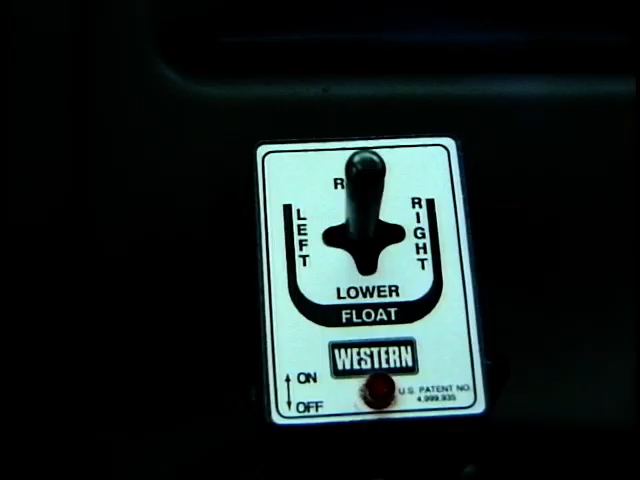 R
LEFT
RIGHT
LOWER
FLOAT
WESTERN
ON
OFF
U.S. PATENT NO.
4,999,935